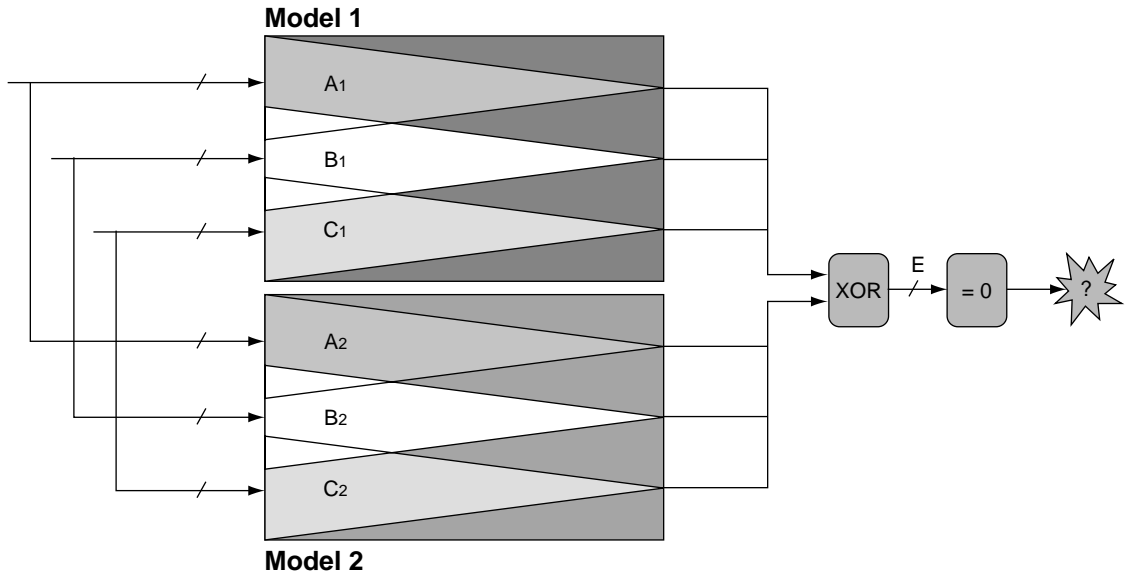 Model 1
A1
B1
C1
E
XOR
= 0
?
A2
B2
C2
Model 2